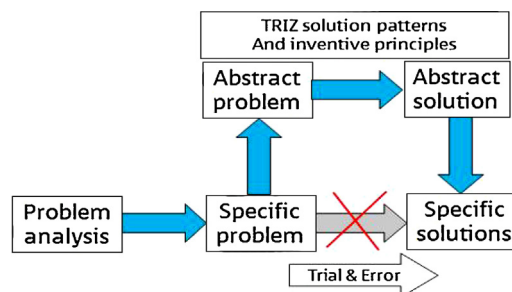 TRIZ solution patterns
And inventive principles
Abstract
problem
Abstract
solution
Problem
analysis
Specific
problem
Specific
solutions
Trial & Error